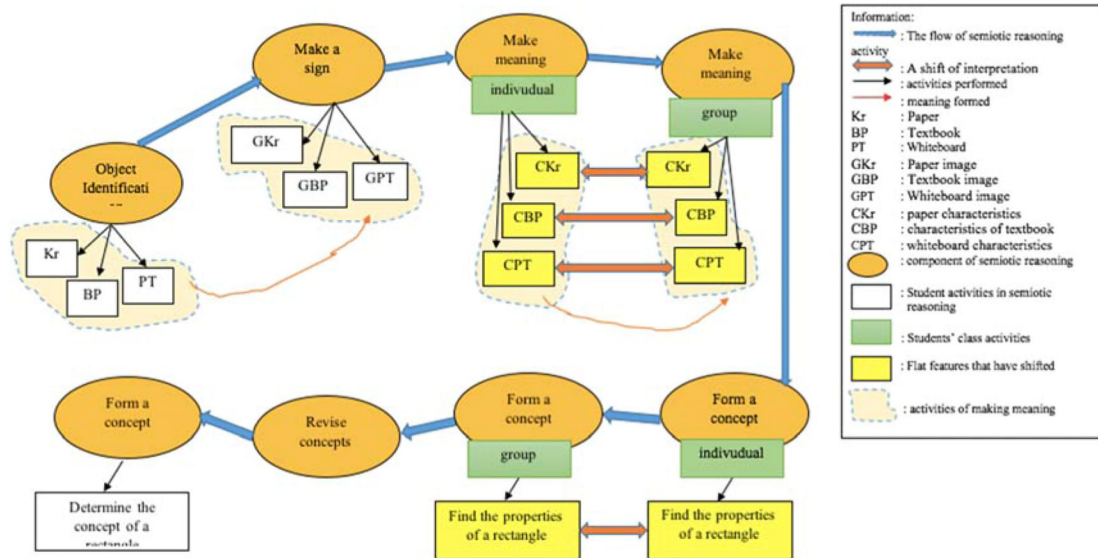 Make a
sign
GKr
GBP
GPT
Object
Identificati
--
Kr
BP
PT
Make
meaning
indivudual
CKr
CBP
CPT
Make
meaning
group
CKr
CBP
CPT
Form a
concept
Determine the
concept of a
rectangle
Revise
concepts
Form a
concept
group
Find the properties
of a rectangle
Form a
concept
indivudual
Find the properties
of a rectangle
Information:
: The flow of semiotic reasoning
activity
: A shift of interpretation
: activities performed
: meaning formed
Kr : Paper
BP : Textbook
PT : Whiteboard
GKr : Paper image
GBP : Textbook image
GPT : Whiteboard image
CKr : paper characteristics
CBP : characteristics of textbook
CPT : whiteboard characteristics
: component of semiotic reasoning
: Student activities in semiotic
reasoning
: Students' class activities
: Flat features that have shifted
: activities of making meaning